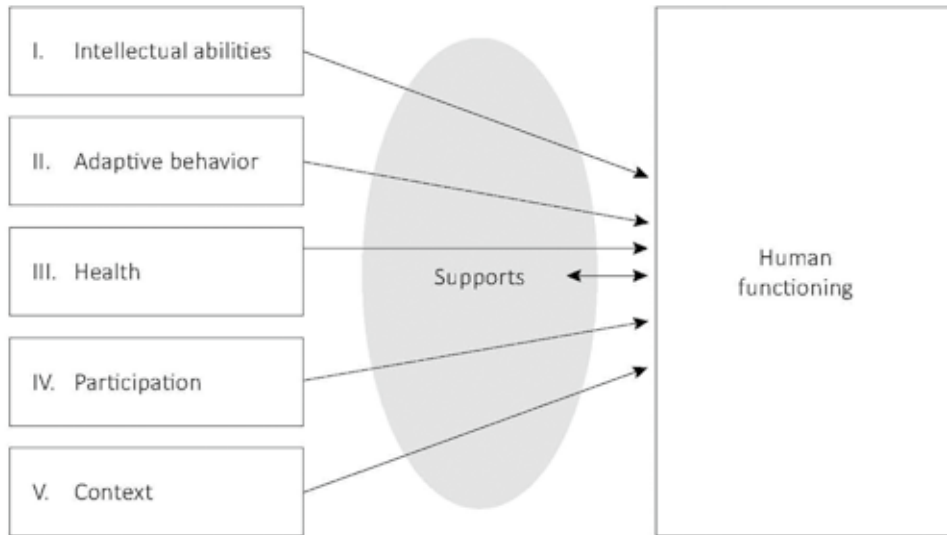 I. Intellectual abilities
II. Adaptive behavior
III. Health
IV. Participation
V. Context
Supports
Human
functioning